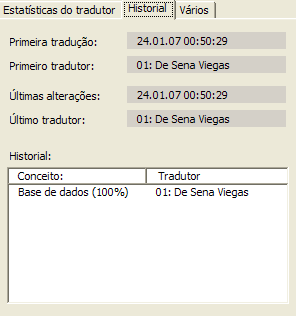 Estatísticas do tradutor Historial Vários
Primeira tradução: 24.01.07 00:50:29
Primeiro tradutor: 01: De Sena Viegas
Últimas alterações: 24.01.07 00:50:29
Último tradutor: 01: De Sena Viegas
Historial:
Conceito: Tradutor
Base de dados (100%) 01: De Sena Viegas